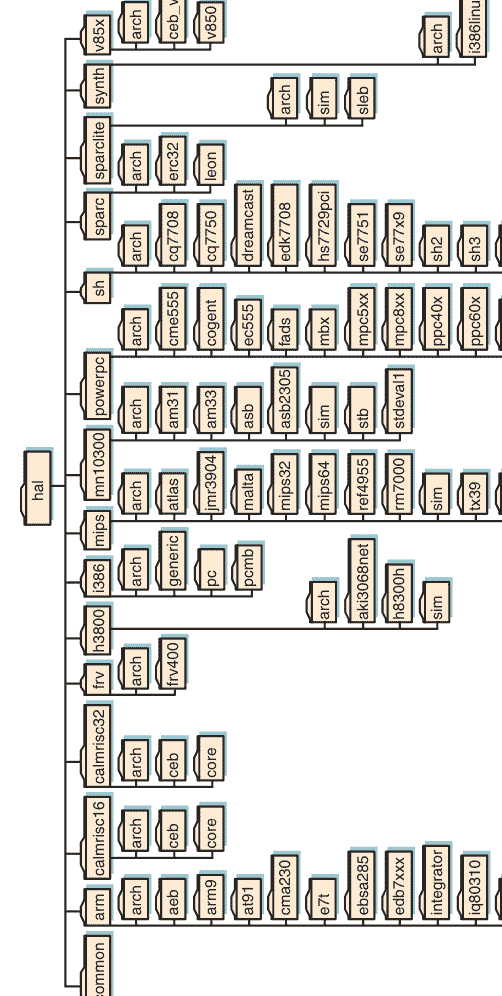 hal
common
arm
arch
aeb
arm9
at91
cma230
e7t
ebsa285
edb7xxx
integrator
iq80310
calmrisc16
arch
ceb
core
calmrisc32
arch
ceb
core
frv
arch
frv400
h3800
arch
aki3068net
h8300h
sim
i386
arch
generic
pc
pcmb
mips
arch
atlas
jmr3904
malta
mips32
mips64
ref4955
rm7000
sim
tx39
mn10300
arch
am31
am33
asb
asb2305
sim
stb
stdeval1
powerpc
arch
cme555
cogent
ec555
fads
mbx
mpc5xx
mpc8xx
ppc40x
ppc60x
sh
arch
cq7708
cq7750
dreamcast
edk7708
hs7729pci
se7751
se77x9
sh2
sh3
sparc
arch
erc32
leon
sparclite
arch
sim
sleb
synth
arch
i386linu
v85x
arch
ceb_v
v850